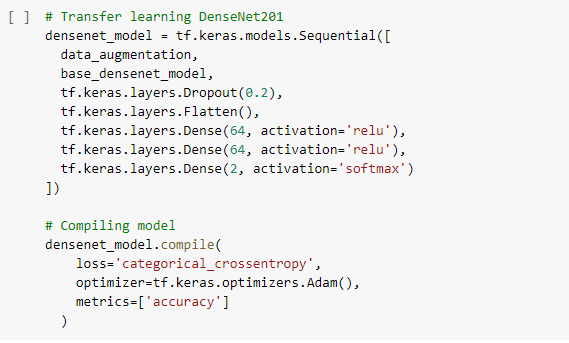 [ ] # Transfer learning DenseNet201
densenet_model = tf.keras.models.Sequential([
  data_augmentation,
  base_densenet_model,
  tf.keras.layers.Dropout(0.2),
  tf.keras.layers.Flatten(),
  tf.keras.layers.Dense(64, activation='relu'),
  tf.keras.layers.Dense(64, activation='relu'),
  tf.keras.layers.Dense(2, activation='softmax')
])

# Compiling model
densenet_model.compile(
    loss='categorical_crossentropy',
    optimizer=tf.keras.optimizers.Adam(),
    metrics=['accuracy']
  )